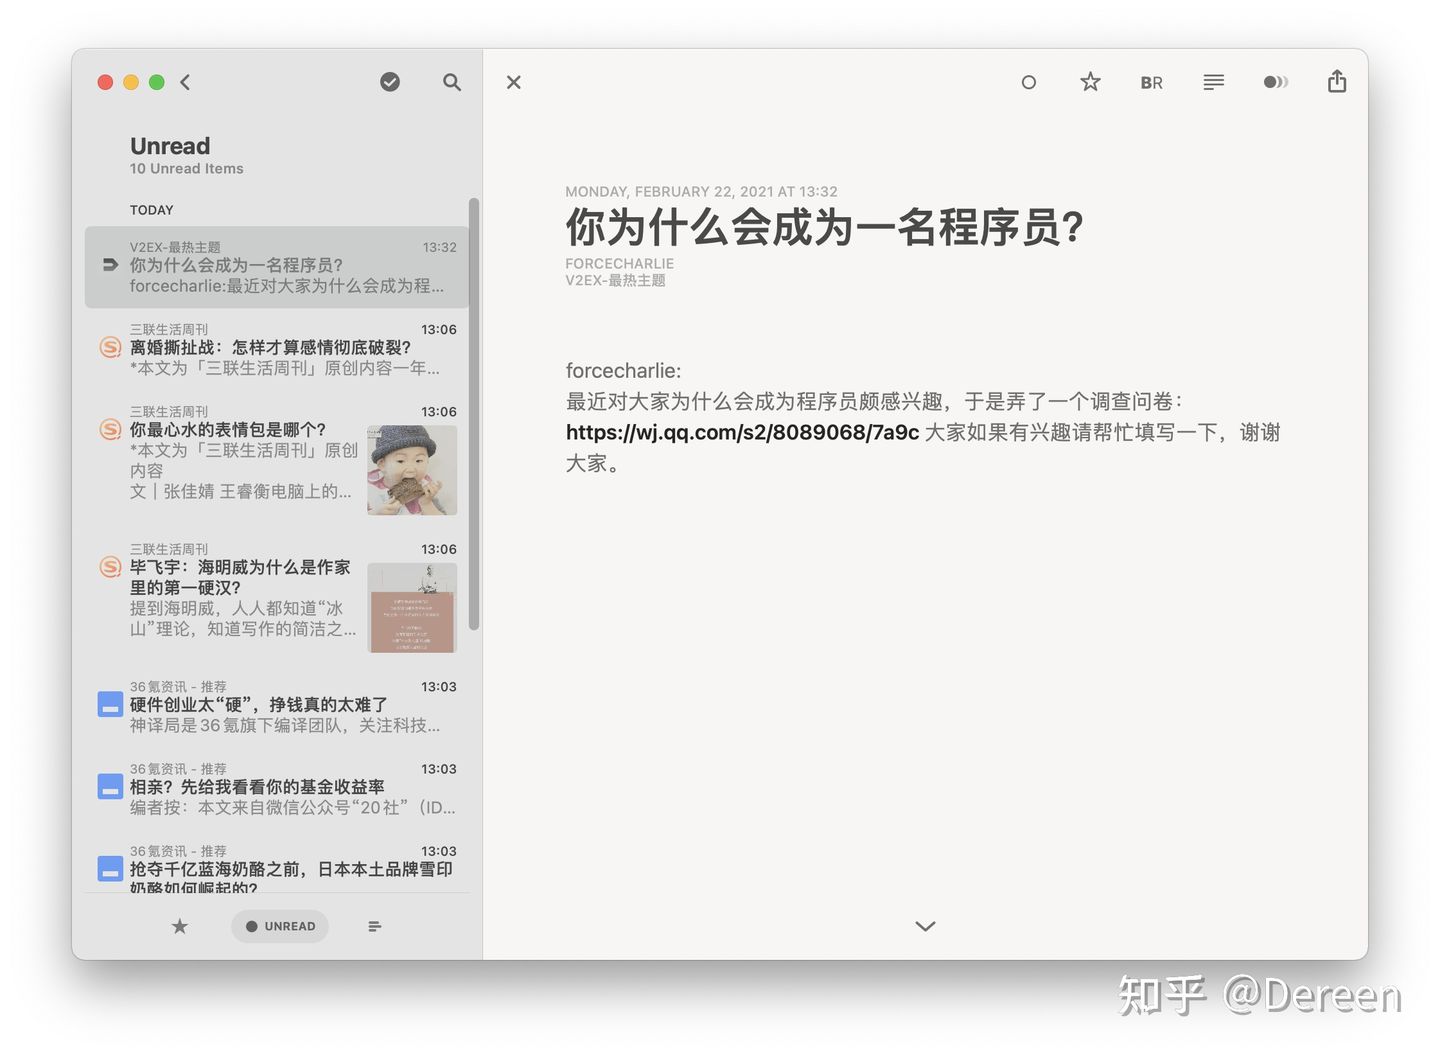 Unread
10 Unread Items
TODAY
V2EX-最热主题 13:32
你为什么会成为一名程序员？
forcecharlie:最近对大家为什么会成为程...
三联生活周刊 13:06
离婚撕扯战：怎样才算感情彻底破裂？
*本文为「三联生活周刊」原创内容一年...
三联生活周刊 13:06
你最心水的表情包是哪个？
*本文为「三联生活周刊」原创
内容
文｜张佳婧 王睿衡电脑上的...
三联生活周刊 13:06
毕飞宇：海明威为什么是作家
里的第一硬汉？
提到海明威，人人都知道“冰
山”理论，知道写作的简洁之...
36氪资讯 - 推荐 13:03
硬件创业太“硬”，挣钱真的太难了
神译局是36氪旗下编译团队，关注科技...
36氪资讯 - 推荐 13:03
相亲？先给我看看你的基金收益率
编者按：本文来自微信公众号“20社”（ID...
36氪资讯 - 推荐 13:03
抢夺千亿蓝海奶酪之前，日本本土品牌雪印
奶酪如何崛起的？
UNREAD
BR
MONDAY, FEBRUARY 22, 2021 AT 13:32
你为什么会成为一名程序员？
FORCECHARLIE
V2EX-最热主题
forcecharlie:
最近对大家为什么会成为程序员颇感兴趣，于是弄了一个调查问卷：
https://wj.qq.com/s2/8089068/7a9c 大家如果有兴趣请帮忙填写一下，谢谢
大家。
知乎 @Dereen